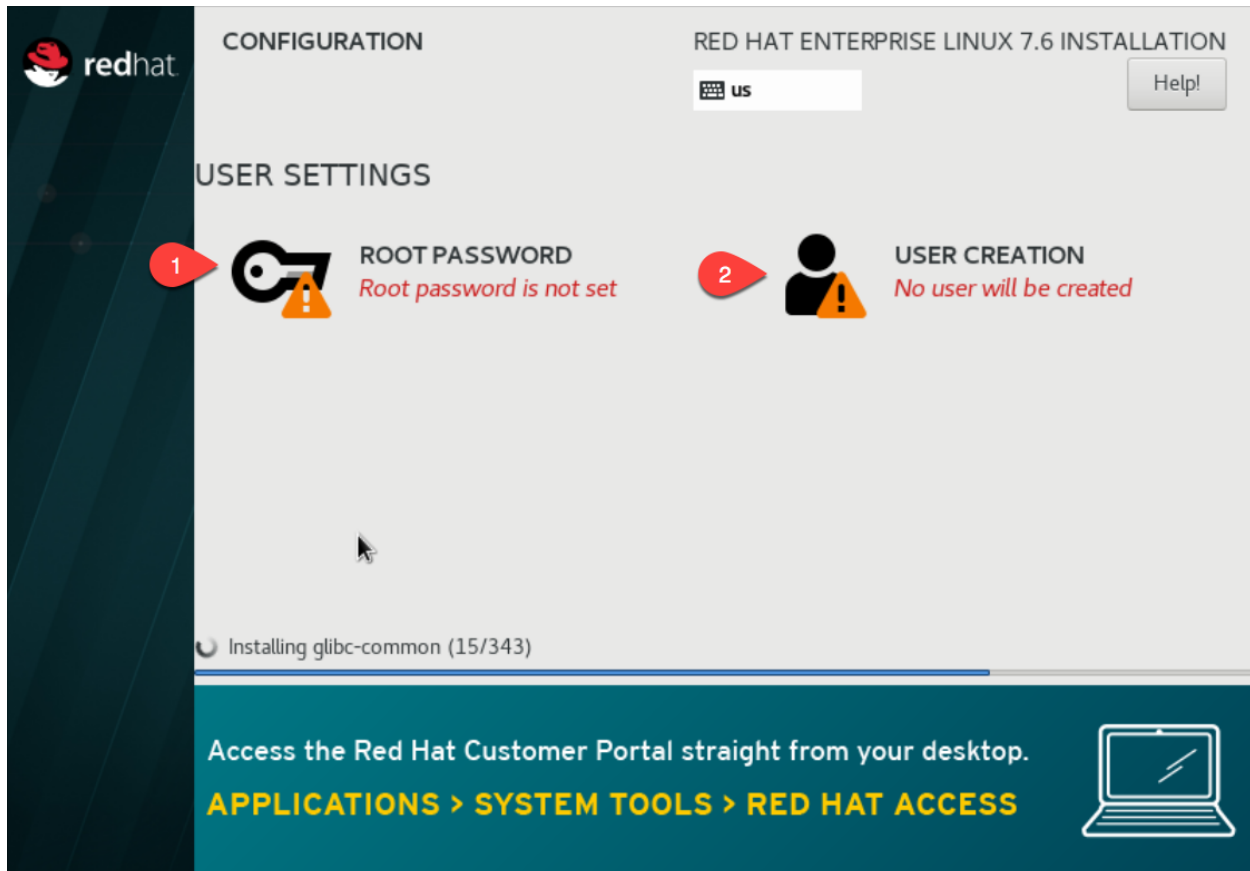 redhat.
CONFIGURATION
RED HAT ENTERPRISE LINUX 7.6 INSTALLATION
us
Help!
USER SETTINGS
1
ROOT PASSWORD
Root password is not set
2
USER CREATION
No user will be created
Installing glibc-common (15/343)
Access the Red Hat Customer Portal straight from your desktop.
APPLICATIONS > SYSTEM TOOLS > RED HAT ACCESS